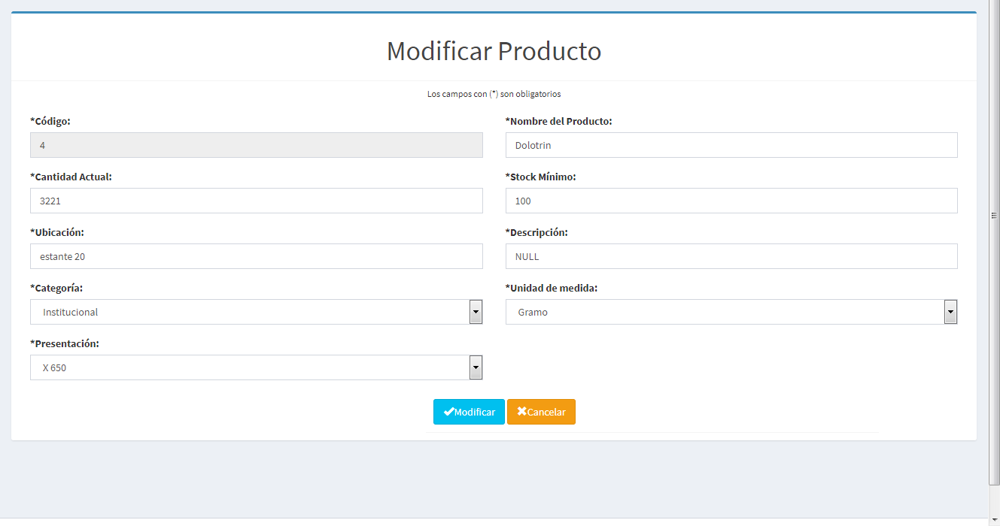 Modificar Producto
Los campos con (*) son obligatorios
*Código:
4
*Nombre del Producto:
Dolotrin
*Cantidad Actual:
3221
*Stock Mínimo:
100
*Ubicación:
estante 20
*Descripción:
NULL
*Categoría:
Institucional
*Unidad de medida:
Gramo
*Presentación:
X 650
Modificar
Cancelar